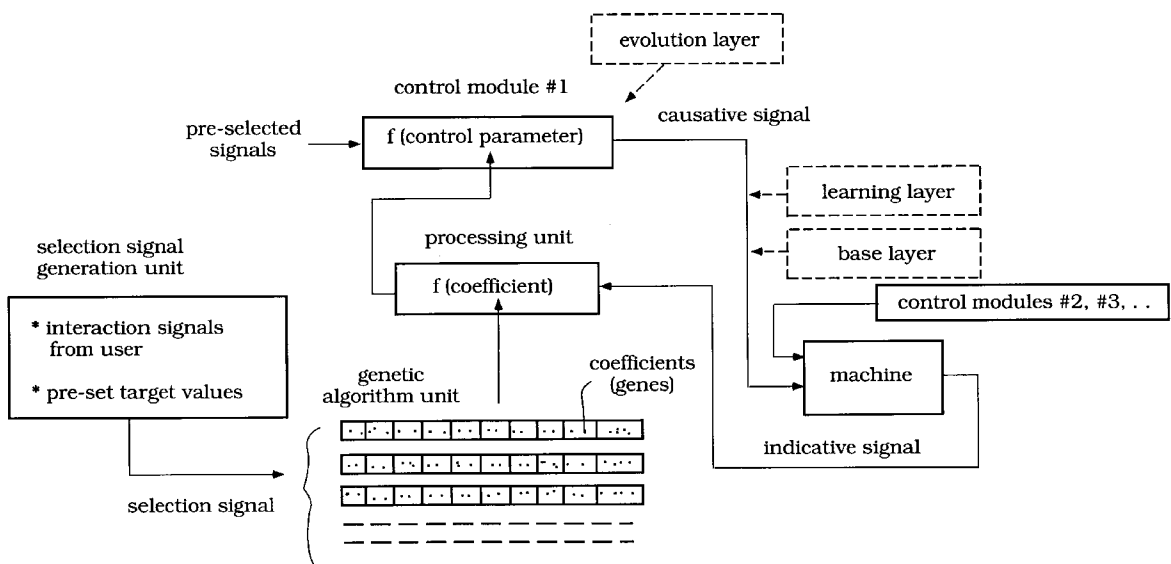 evolution layer
control module #1
causative signal
pre-selected
signals
f (control parameter)
learning layer
processing unit
base layer
selection signal
generation unit
f (coefficient)
control modules #2, #3, . .
* interaction signals
from user
* pre-set target values
coefficients
(genes)
genetic
algorithm unit
machine
indicative signal
selection signal